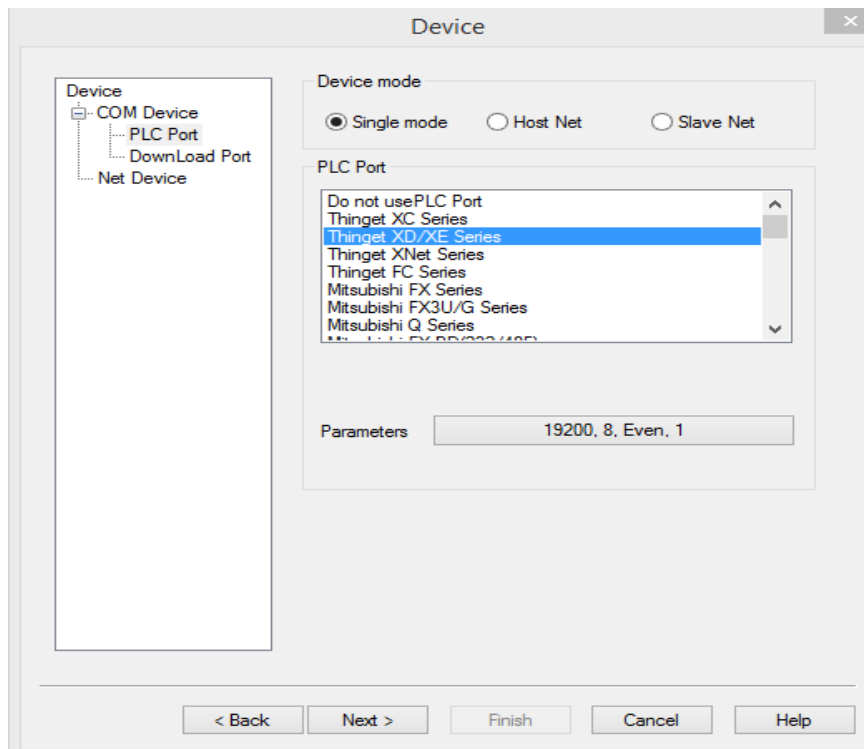 Device
Device
COM Device
PLC Port
DownLoad Port
Net Device
Device mode
Single mode
Host Net
Slave Net
PLC Port
Do not usePLC Port
Thinget XC Series
Thinget XD/XE Series
Thinget XNet Series
Thinget FC Series
Mitsubishi FX Series
Mitsubishi FX3U/G Series
Mitsubishi Q Series
Parameters
19200, 8, Even, 1
< Back
Next >
Finish
Cancel
Help